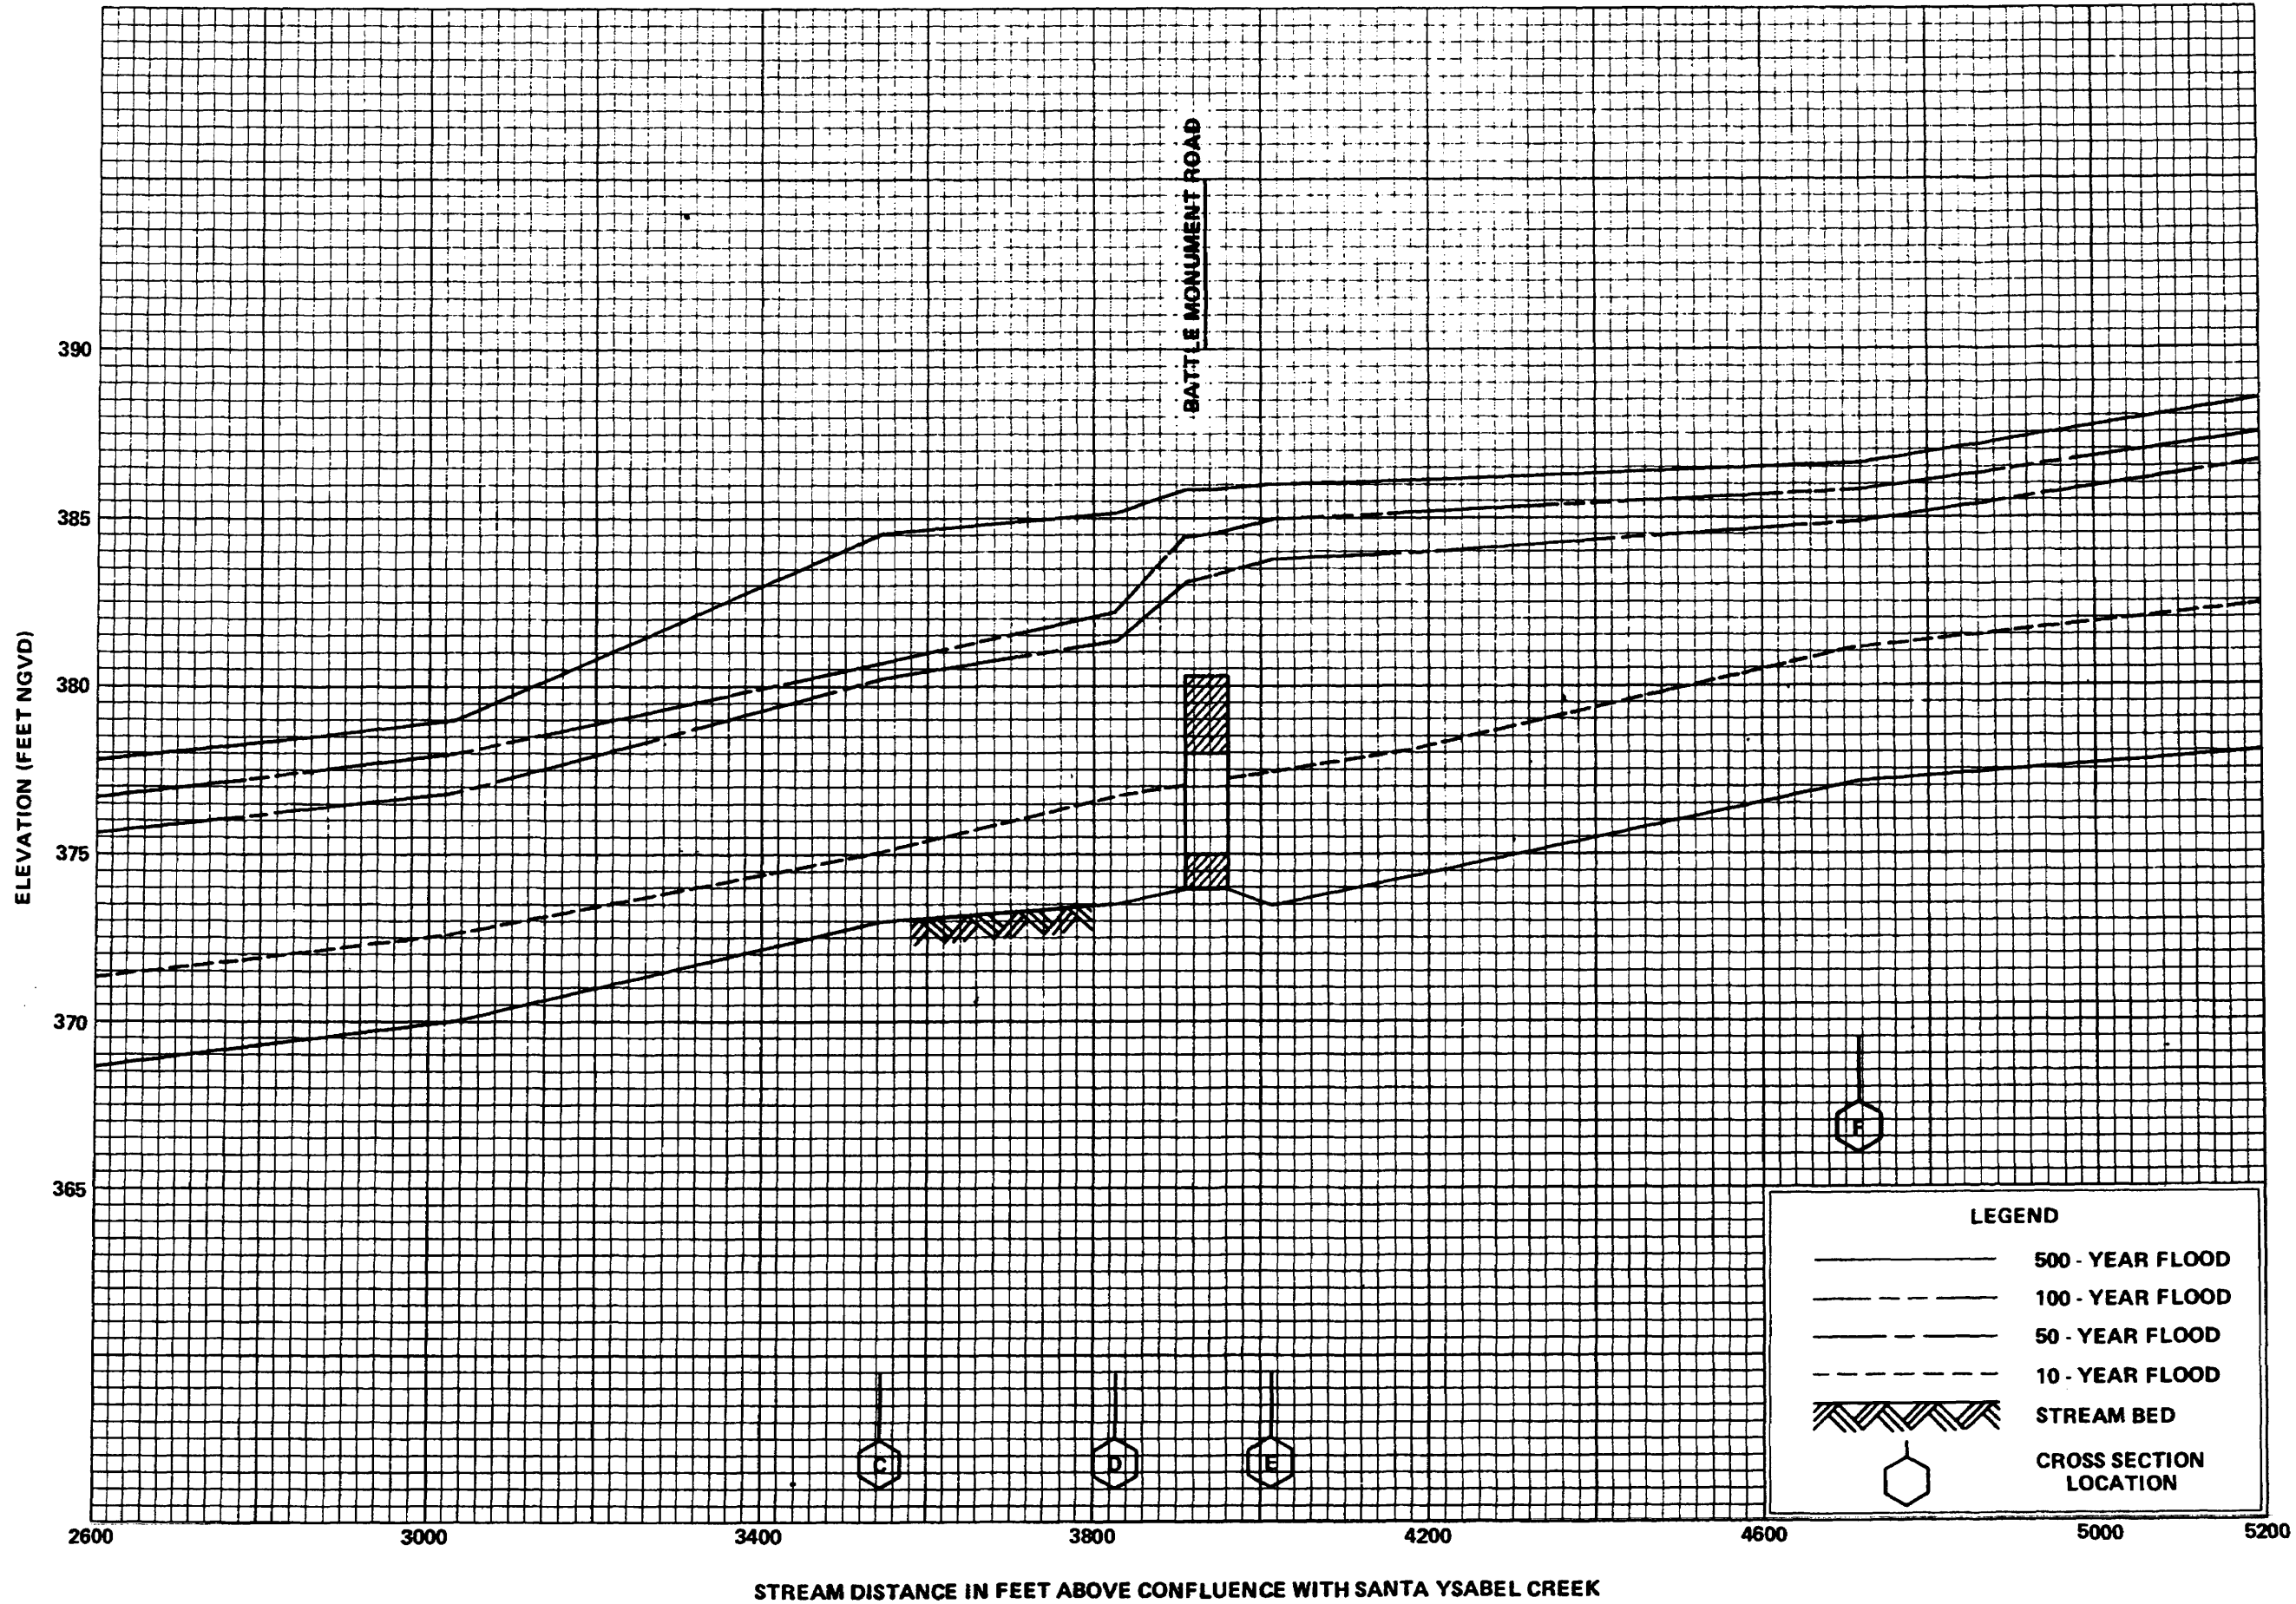 BATTLE MONUMENT ROAD
ELEVATION (FEET NGVD)
390
385
380
375
370
365
F
C
D
E
LEGEND
500 - YEAR FLOOD
100 - YEAR FLOOD
50 - YEAR FLOOD
10 - YEAR FLOOD
STREAM BED
CROSS SECTION
LOCATION
2600
3000
3400
3800
4200
4600
5000
5200
STREAM DISTANCE IN FEET ABOVE CONFLUENCE WITH SANTA YSABEL CREEK